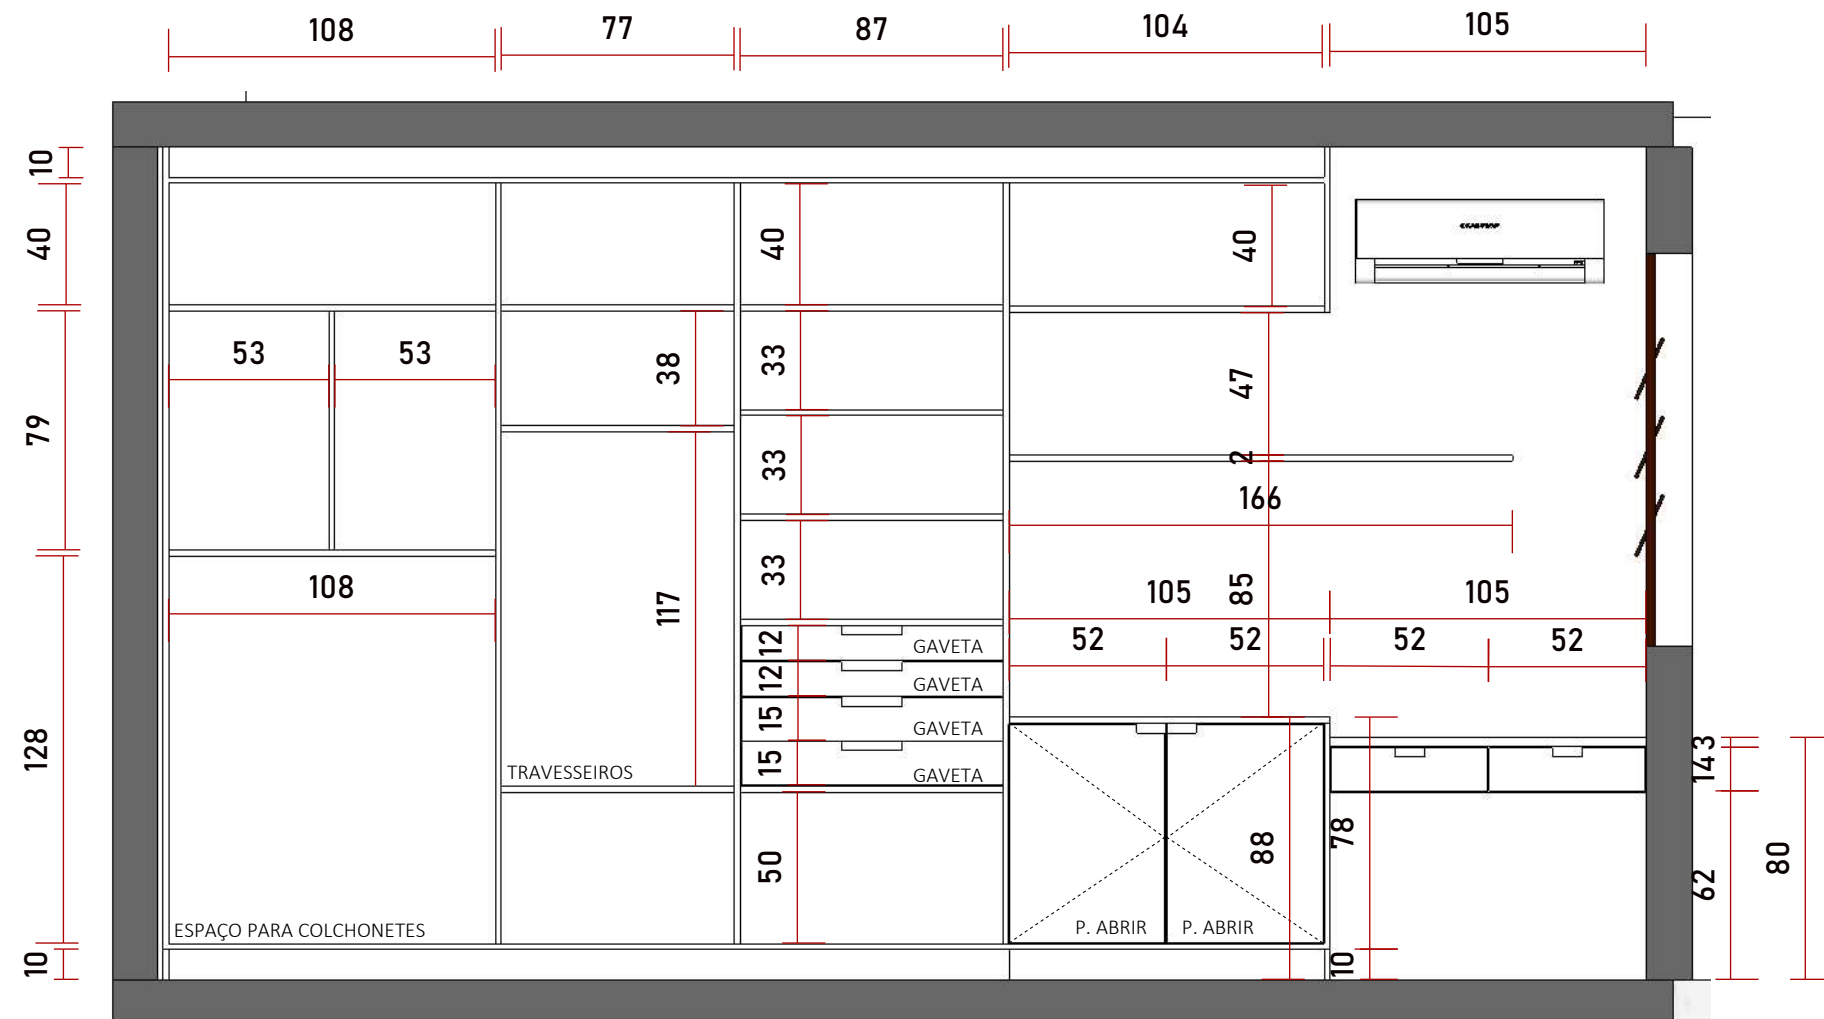 108 77 87 104 105
10
40 40 40
53 53 38 33 47
79
33 2
166
108 117 33 105 85 105
52 52 52 52
12 GAVETA
12 GAVETA
15 GAVETA
15 GAVETA
TRAVESSEIROS
128
3
14
50 88 78 62 80
ESPAÇO PARA COLCHONETES P. ABRIR P. ABRIR
10 10